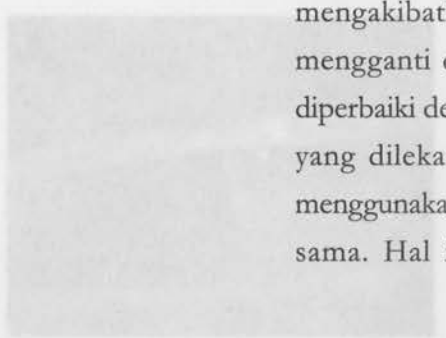 mengakibat
mengganti
diperbaiki de
yang dileka
menggunaka
sama. Hal